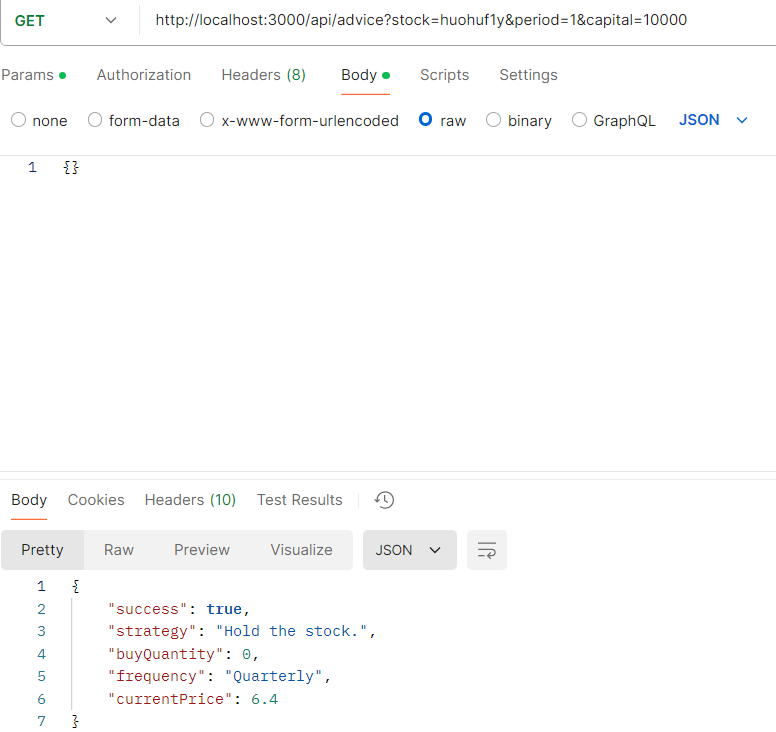 GET http://localhost:3000/api/advice?stock=huohuf1y&period=1&capital=10000
Params Authorization Headers (8) Body Scripts Settings
none form-data x-www-form-urlencoded raw binary GraphQL JSON
1 {}
Body Cookies Headers (10) Test Results
Pretty Raw Preview Visualize JSON
1 {
2 "success": true,
3 "strategy": "Hold the stock.",
4 "buyQuantity": 0,
5 "frequency": "Quarterly",
6 "currentPrice": 6.4
7 }